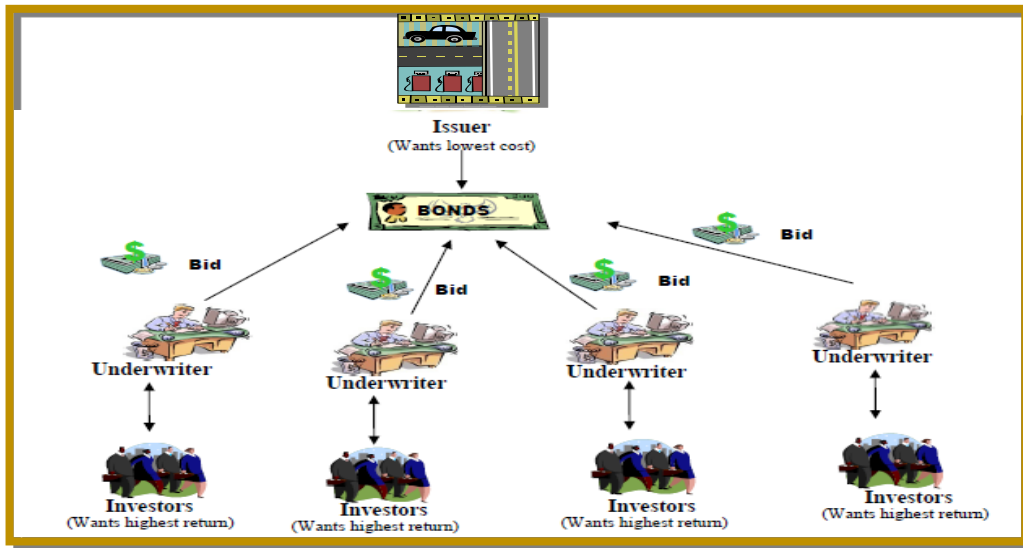 Issuer
(Wants lowest cost)
BONDS
Bid
Bid
Bid
Bid
Underwriter
Underwriter
Underwriter
Underwriter
Investors
(Wants highest return)
Investors
(Wants highest return)
Investors
(Wants highest return)
Investors
(Wants highest return)